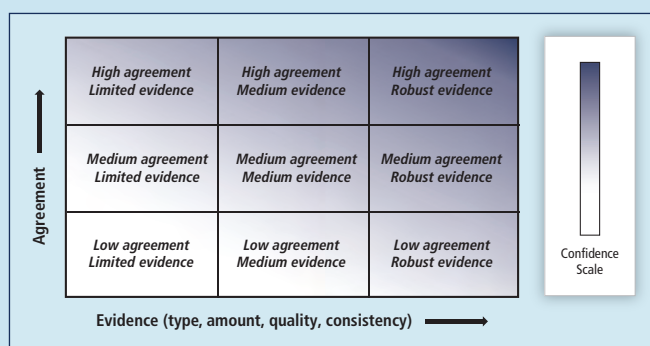 High agreement
Limited evidence
High agreement
Medium evidence
High agreement
Robust evidence
Medium agreement
Limited evidence
Medium agreement
Medium evidence
Medium agreement
Robust evidence
Low agreement
Limited evidence
Low agreement
Medium evidence
Low agreement
Robust evidence
Agreement
Evidence (type, amount, quality, consistency)
Confidence
Scale